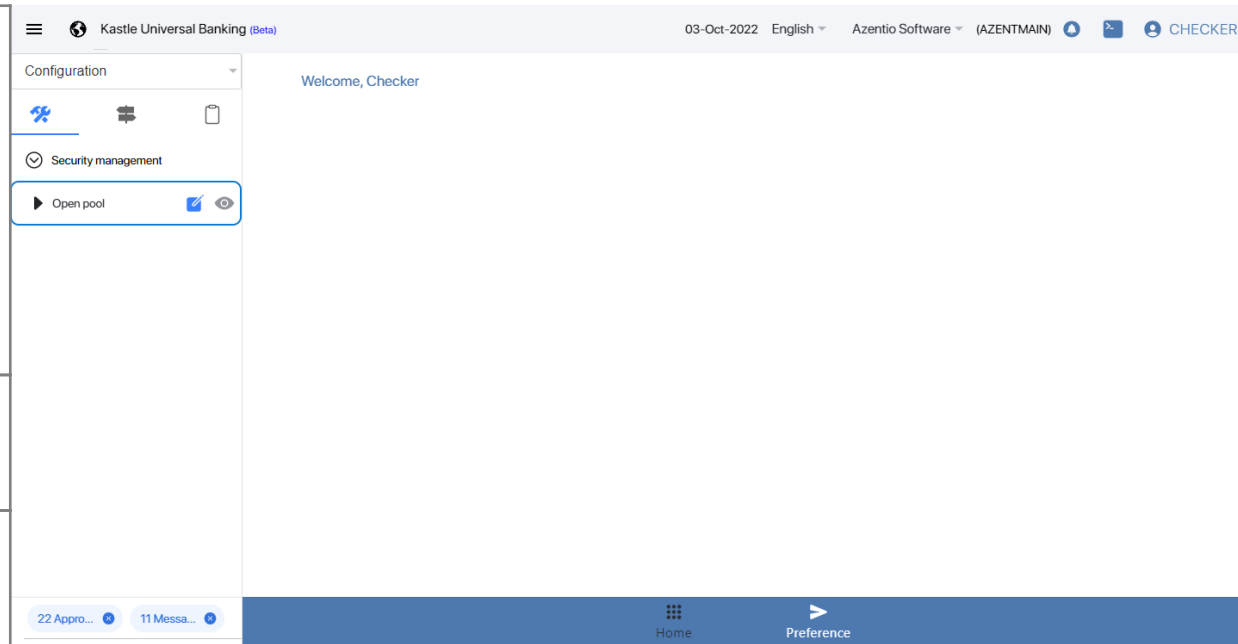 Kastle Universal Banking (Beta)
03-Oct-2022 English Azentio Software (AZENTMAIN) CHECKER
Configuration
Welcome, Checker
Security management
Open pool
22 Appro... 11 Messa...
Home Preference